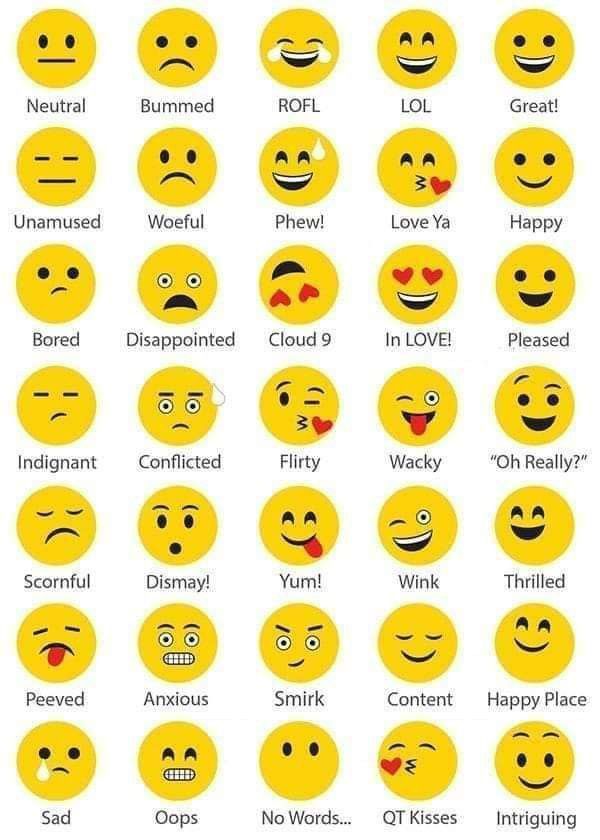 Neutral Bummed ROFL LOL Great!
Unamused Woeful Phew! Love Ya Happy
Bored Disappointed Cloud 9 In LOVE! Pleased
Indignant Conflicted Flirty Wacky “Oh Really?”
Scornful Dismay! Yum! Wink Thrilled
Peeved Anxious Smirk Content Happy Place
Sad Oops No Words... QT Kisses Intriguing